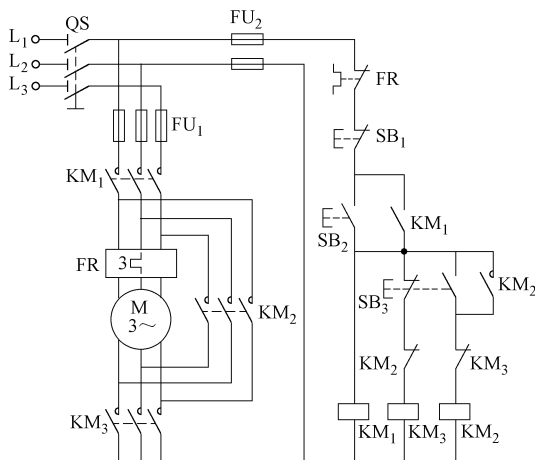 L₁ QS FU₂
L₂
L₃ FR
FU₁ SB₁
KM₁
SB₂ KM₁
FR 3
M
3~
SB₃ KM₂
KM₂
KM₂ KM₃
KM₃
KM₁ KM₃ KM₂